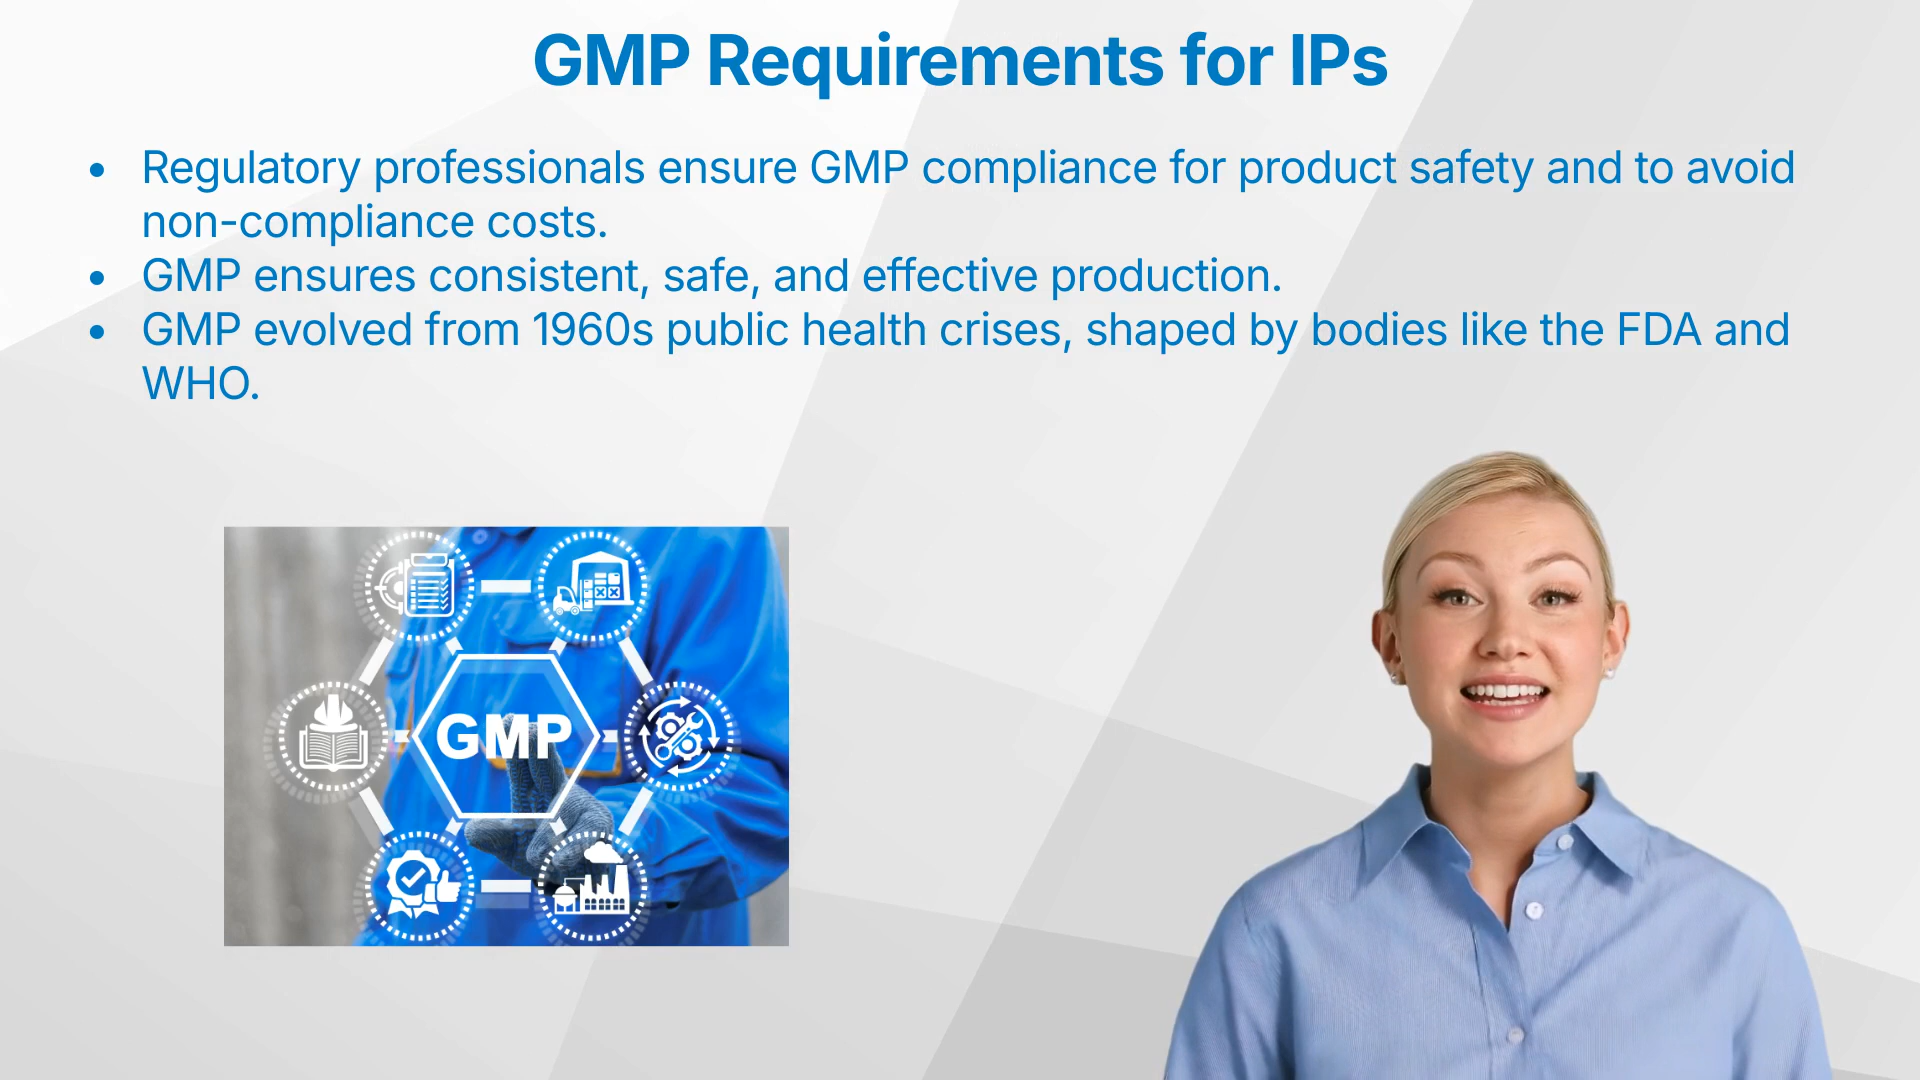 GMP Requirements for IPs
• Regulatory professionals ensure GMP compliance for product safety and to avoid
non-compliance costs.
• GMP ensures consistent, safe, and effective production.
• GMP evolved from 1960s public health crises, shaped by bodies like the FDA and
WHO.
GMP